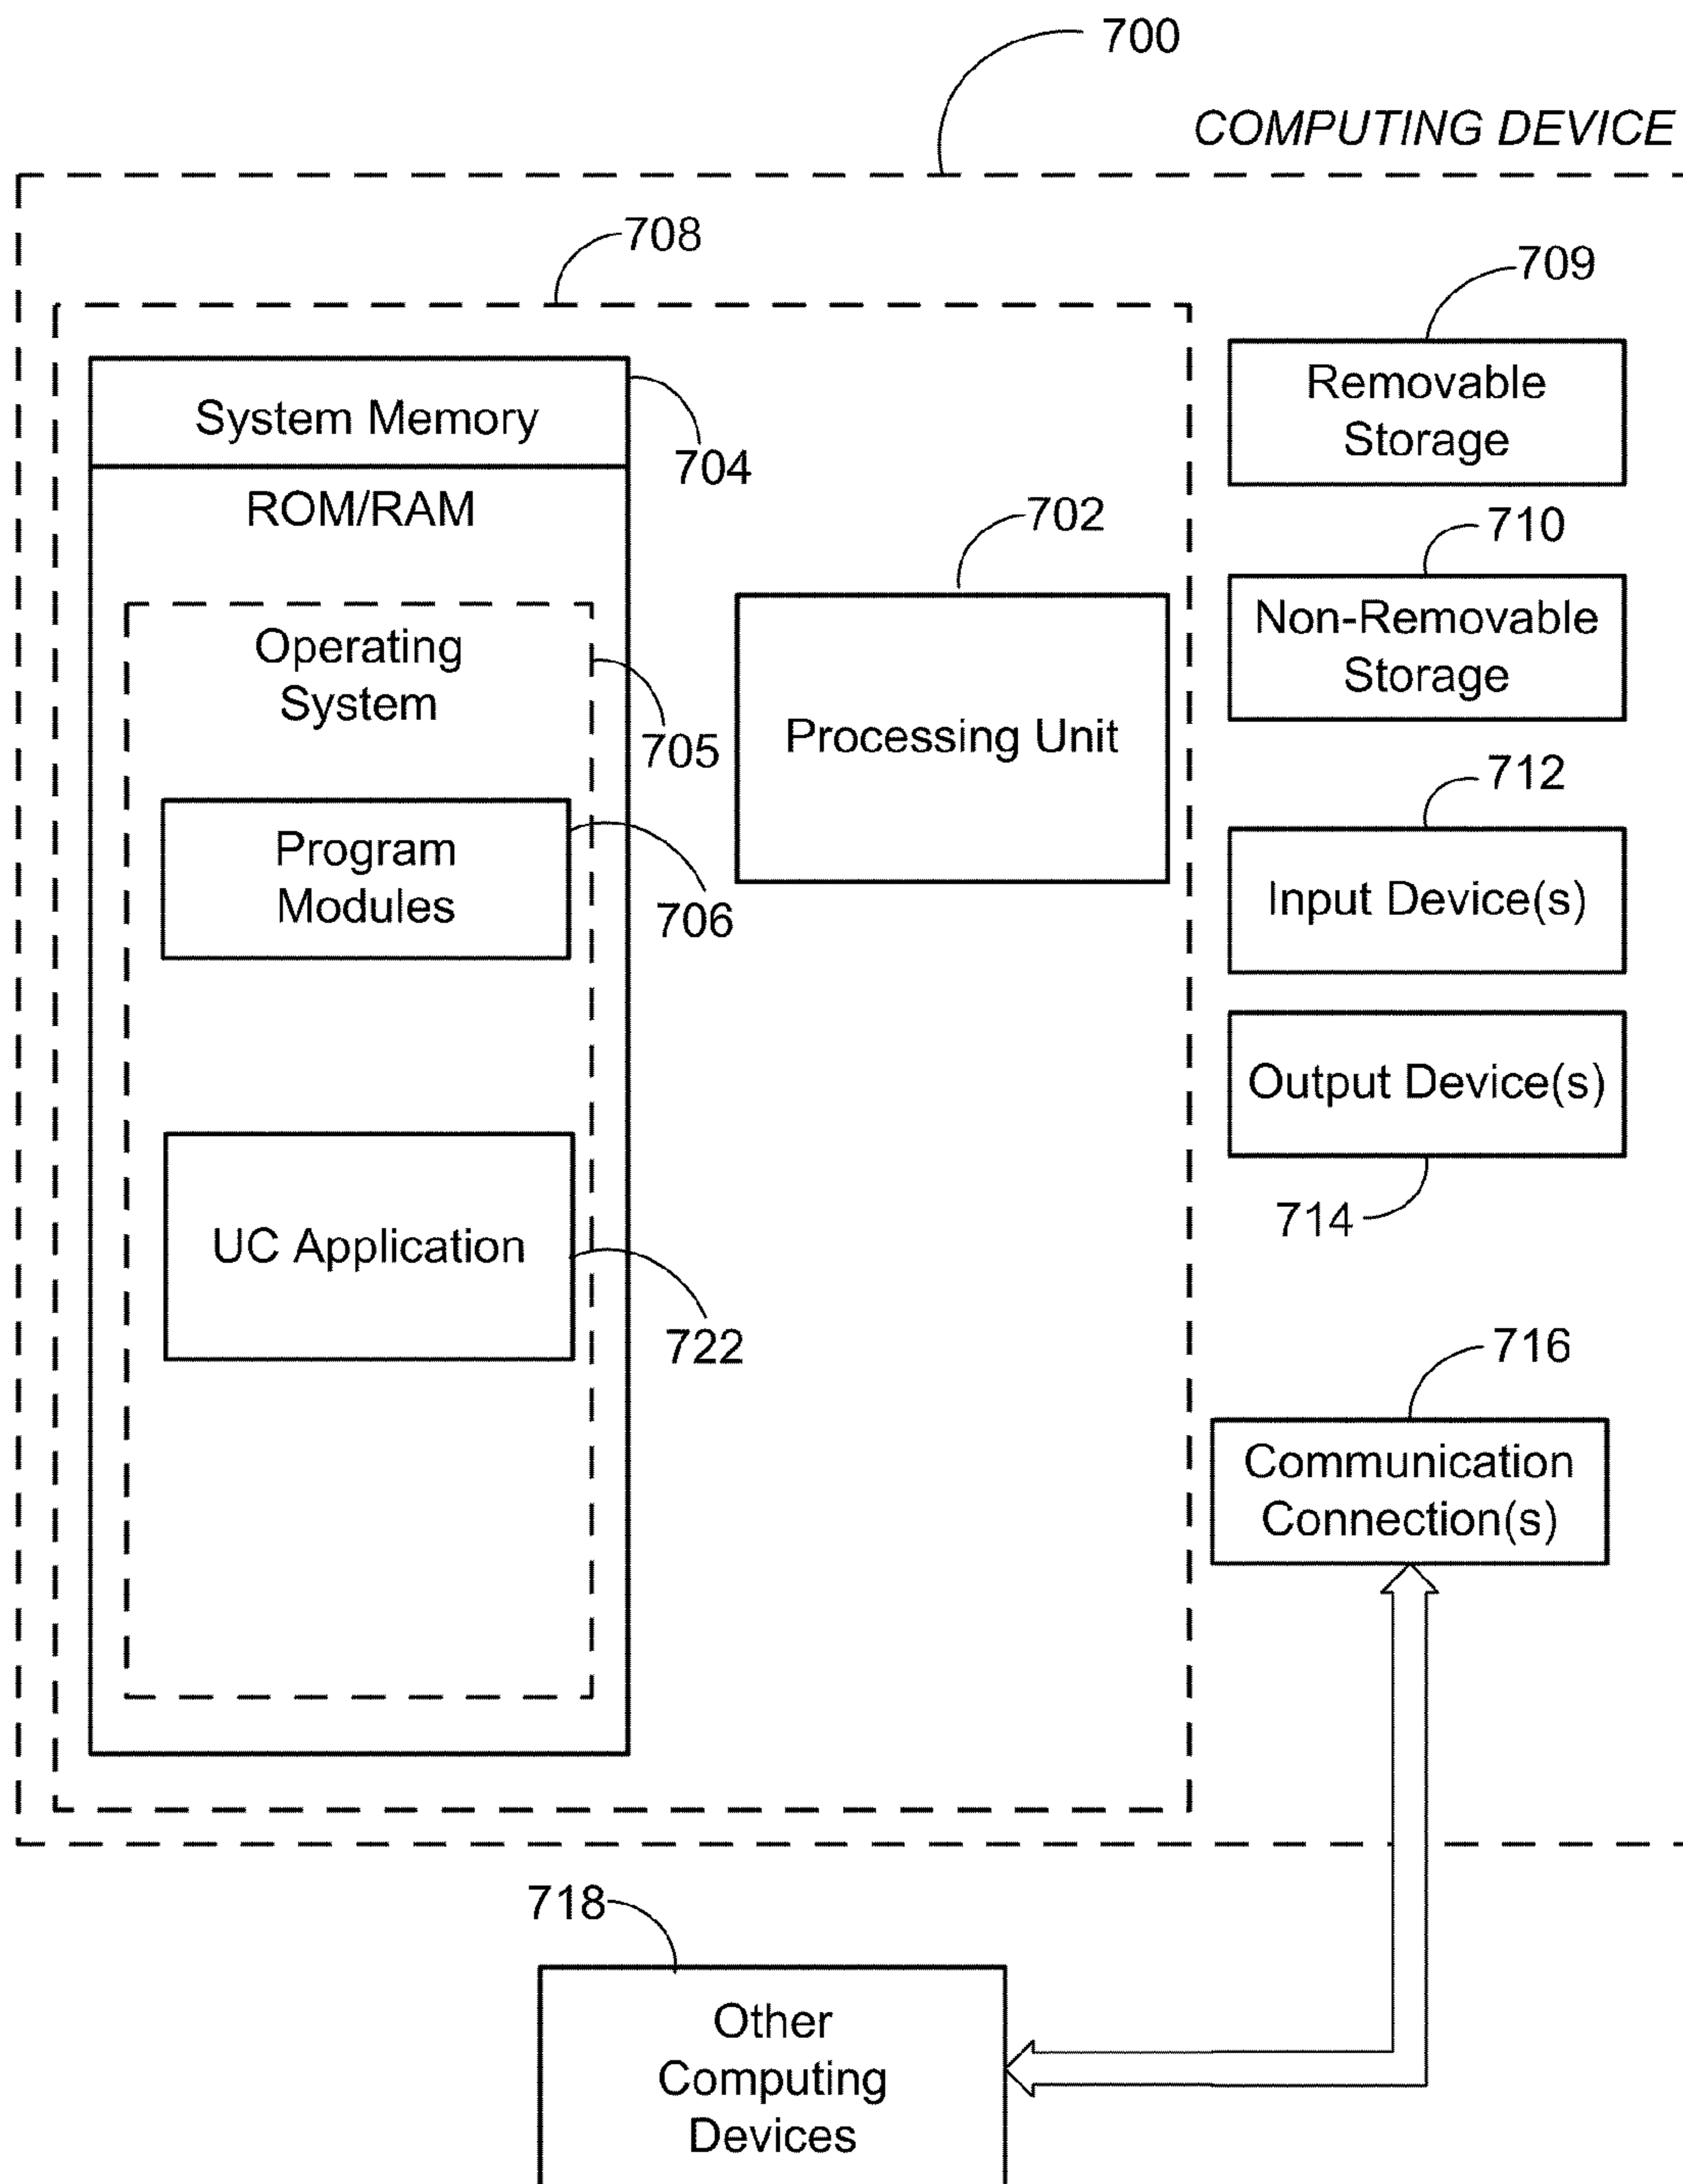 700
COMPUTING DEVICE
708
709
System Memory
704
Removable
Storage
ROM/RAM
702
710
Operating
System
705
Non-Removable
Storage
Processing Unit
712
Program
Modules
706
Input Device(s)
Output Device(s)
714
UC Application
722
716
Communication
Connection(s)
718
Other
Computing
Devices